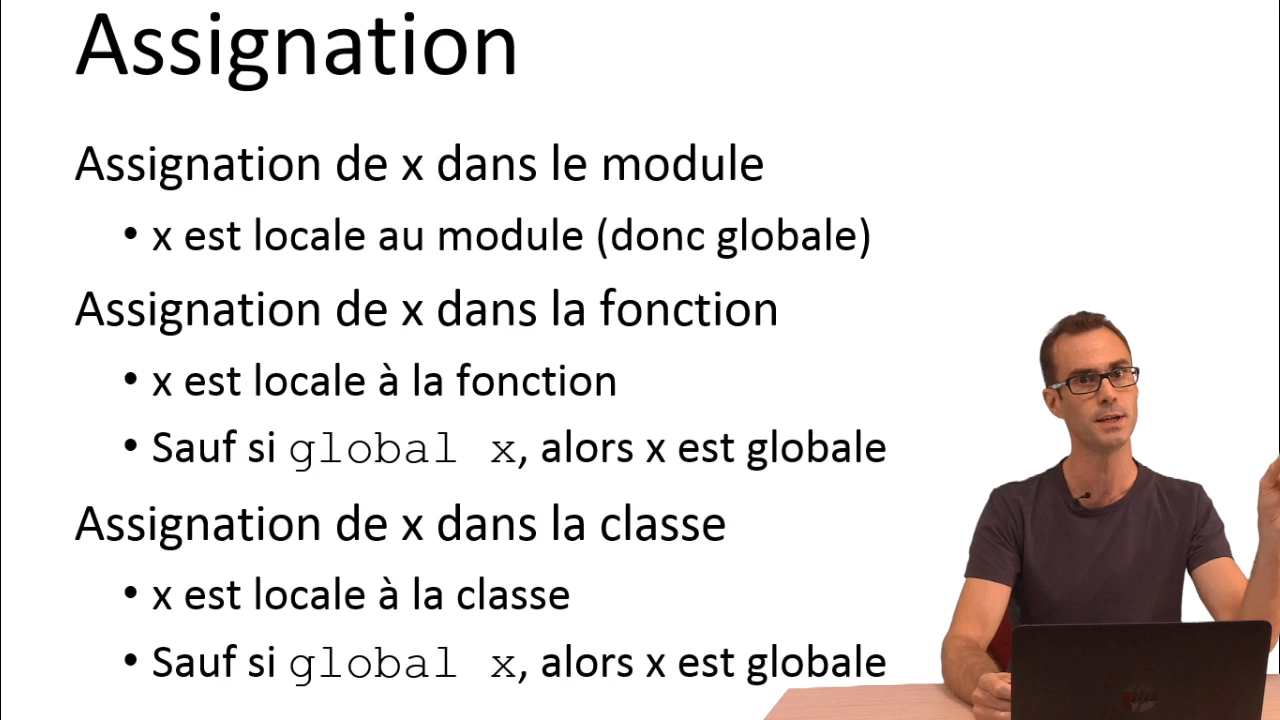 Assignation
Assignation de x dans le module
• x est locale au module (donc globale)
Assignation de x dans la fonction
• x est locale à la fonction
• Sauf si global x, alors x est globale
Assignation de x dans la classe
• x est locale à la classe
• Sauf si global x, alors x est globale